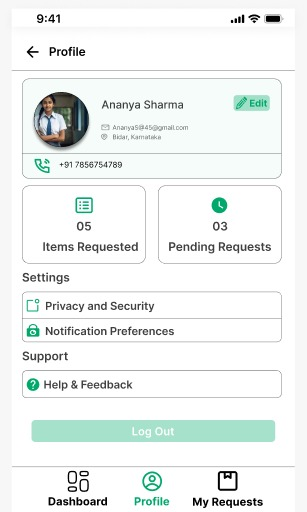 9:41
Profile
Ananya Sharma
Edit
Ananya5@45@gmail.com
Bidar, Karnataka
+91 7856754789
05
Items Requested
03
Pending Requests
Settings
Privacy and Security
Notification Preferences
Support
Help & Feedback
Log Out
Dashboard
Profile
My Requests